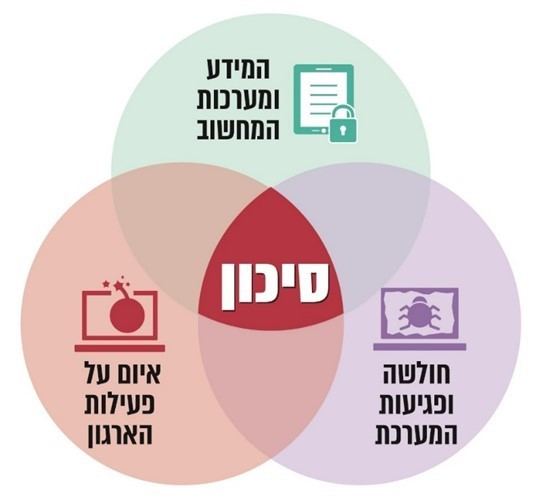 המידע
ומערכות
המחשוב
סיכון
חולשה
ופגיעות
המערכת
איום על
פעילות
הארגון